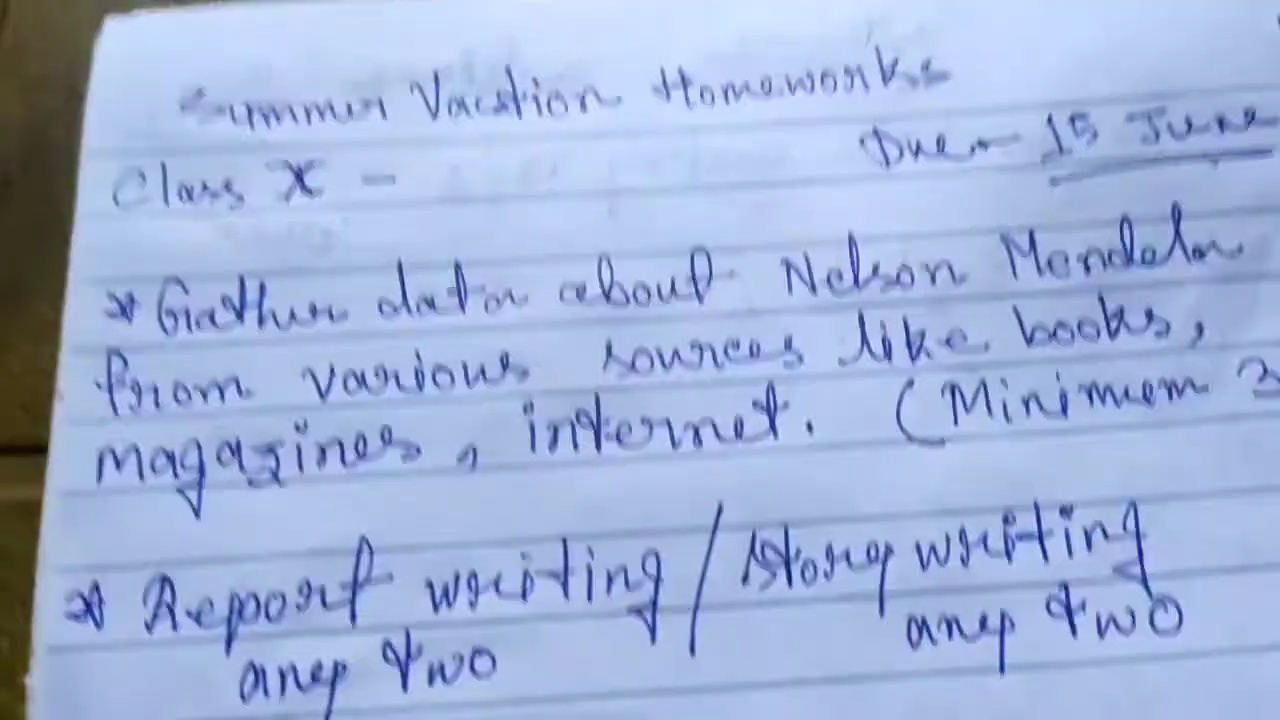 Summer Vacation Homeworks
Due - 15 June
Class X -
* Gather data about Nelson Mandela
from various sources like books,
magazines, internet. (Minimum 3
* Report writing / Story writing
any two any two